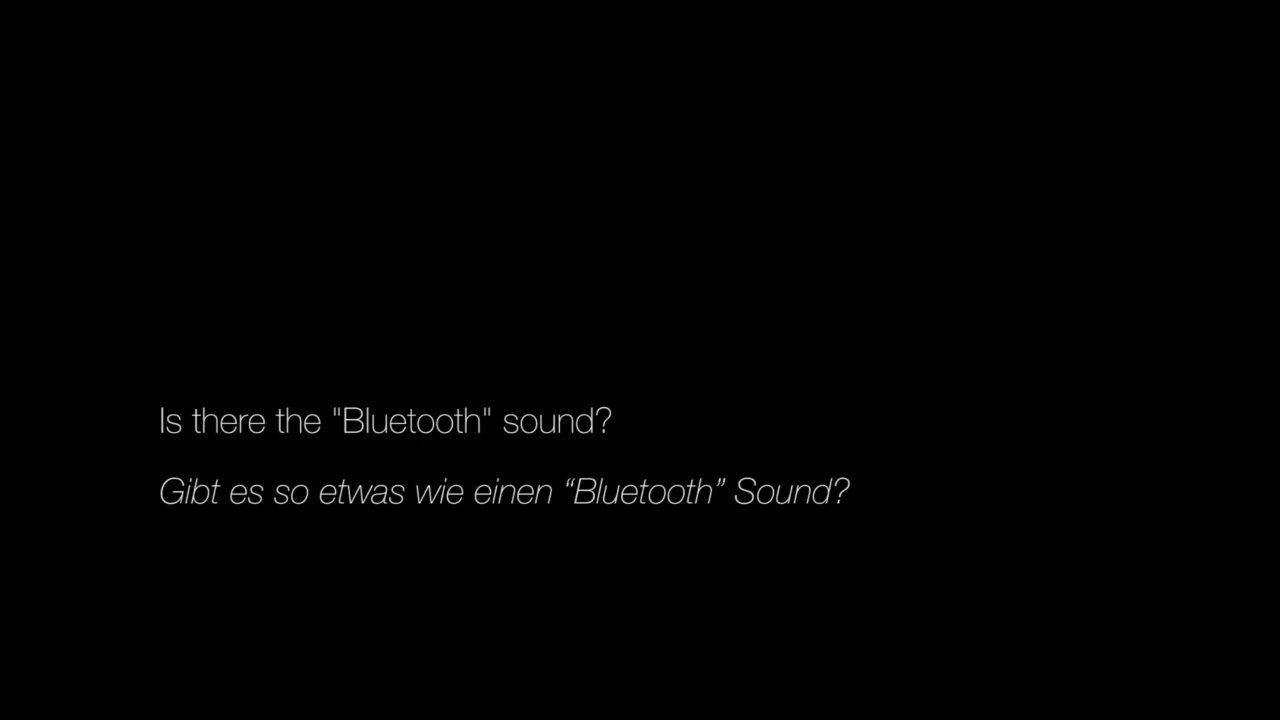 Is there the "Bluetooth" sound?
Gibt es so etwas wie einen “Bluetooth” Sound?